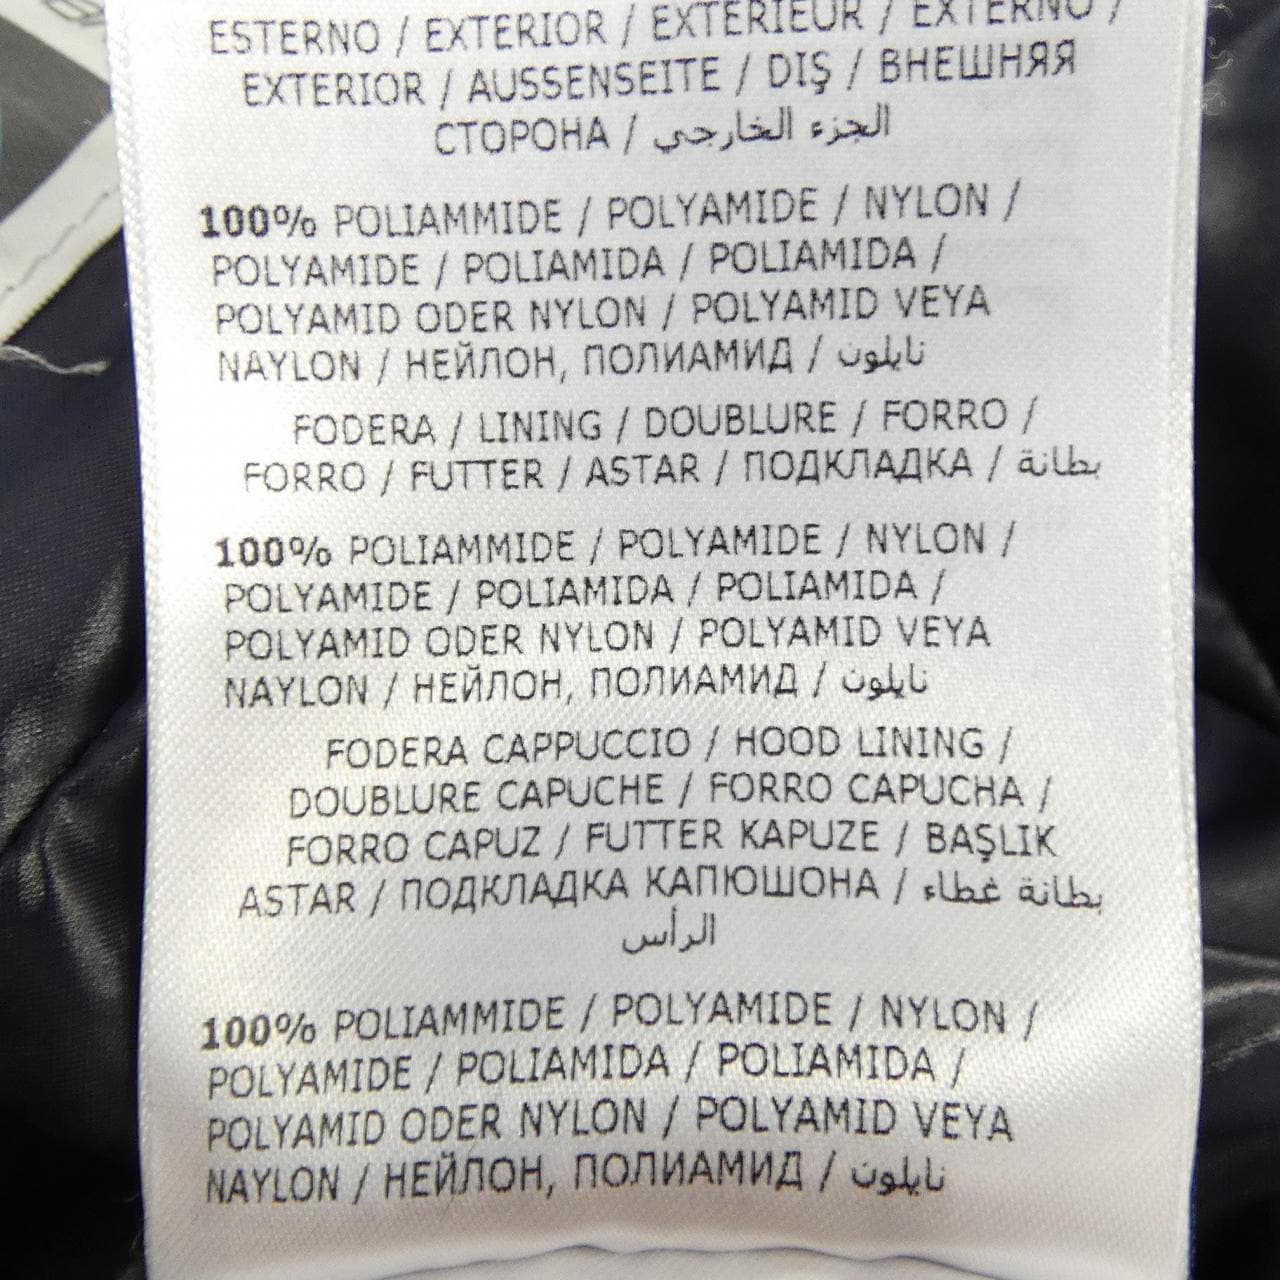 ESTERNO / EXTERIOR / EXTÉRIEUR / EXTERNO /
EXTERIOR / AUSSENSEITE / DIŞ / ВНЕШНЯЯ
СТОРОНА / الجزء الخارجي
100% POLIAMMIDE / POLYAMIDE / NYLON /
POLYAMIDE / POLIAMIDA / POLIAMIDA /
POLYAMID ODER NYLON / POLYAMID VEYA
NAYLON / НЕЙЛОН, ПОЛИАМИД / نايلون
FODERA / LINING / DOUBLURE / FORRO /
FORRO / FUTTER / ASTAR / ПОДКЛАДКА / بطانة
100% POLIAMMIDE / POLYAMIDE / NYLON /
POLYAMIDE / POLIAMIDA / POLIAMIDA /
POLYAMID ODER NYLON / POLYAMID VEYA
NAYLON / НЕЙЛОН, ПОЛИАМИД / نايلون
FODERA CAPPUCCIO / HOOD LINING /
DOUBLURE CAPUCHE / FORRO CAPUCHA /
FORRO CAPUZ / FUTTER KAPUZE / BAŞLIK
ASTAR / ПОДКЛАДКА КАПЮШОНА / بطانة غطاء
الرأس
100% POLIAMMIDE / POLYAMIDE / NYLON /
POLYAMIDE / POLIAMIDA / POLIAMIDA /
POLYAMID ODER NYLON / POLYAMID VEYA
NAYLON / НЕЙЛОН, ПОЛИАМИД / نايلون